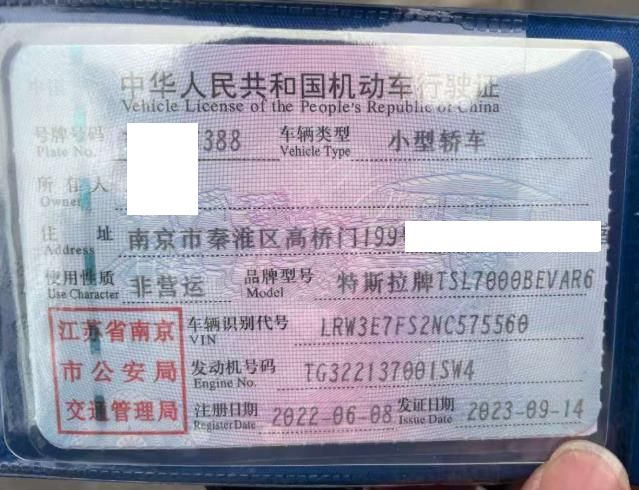 中华人民共和国机动车行驶证
Vehicle License of the People's Republic of China
号牌号码 388 车辆类型 小型轿车
Plate No. Vehicle Type
所有人
Owner
住址 南京市秦淮区高桥门199号
Address
使用性质 非营运 品牌型号 特斯拉牌TSL7000BEVAR6
Use Character Model
江苏省南京 车辆识别代号 LRW3E7FS2NC575560
VIN
市公安局 发动机号码 TG322137001SW4
Engine No.
交通管理局 注册日期 2022-06-08 发证日期 2023-09-14
Register Date Issue Date